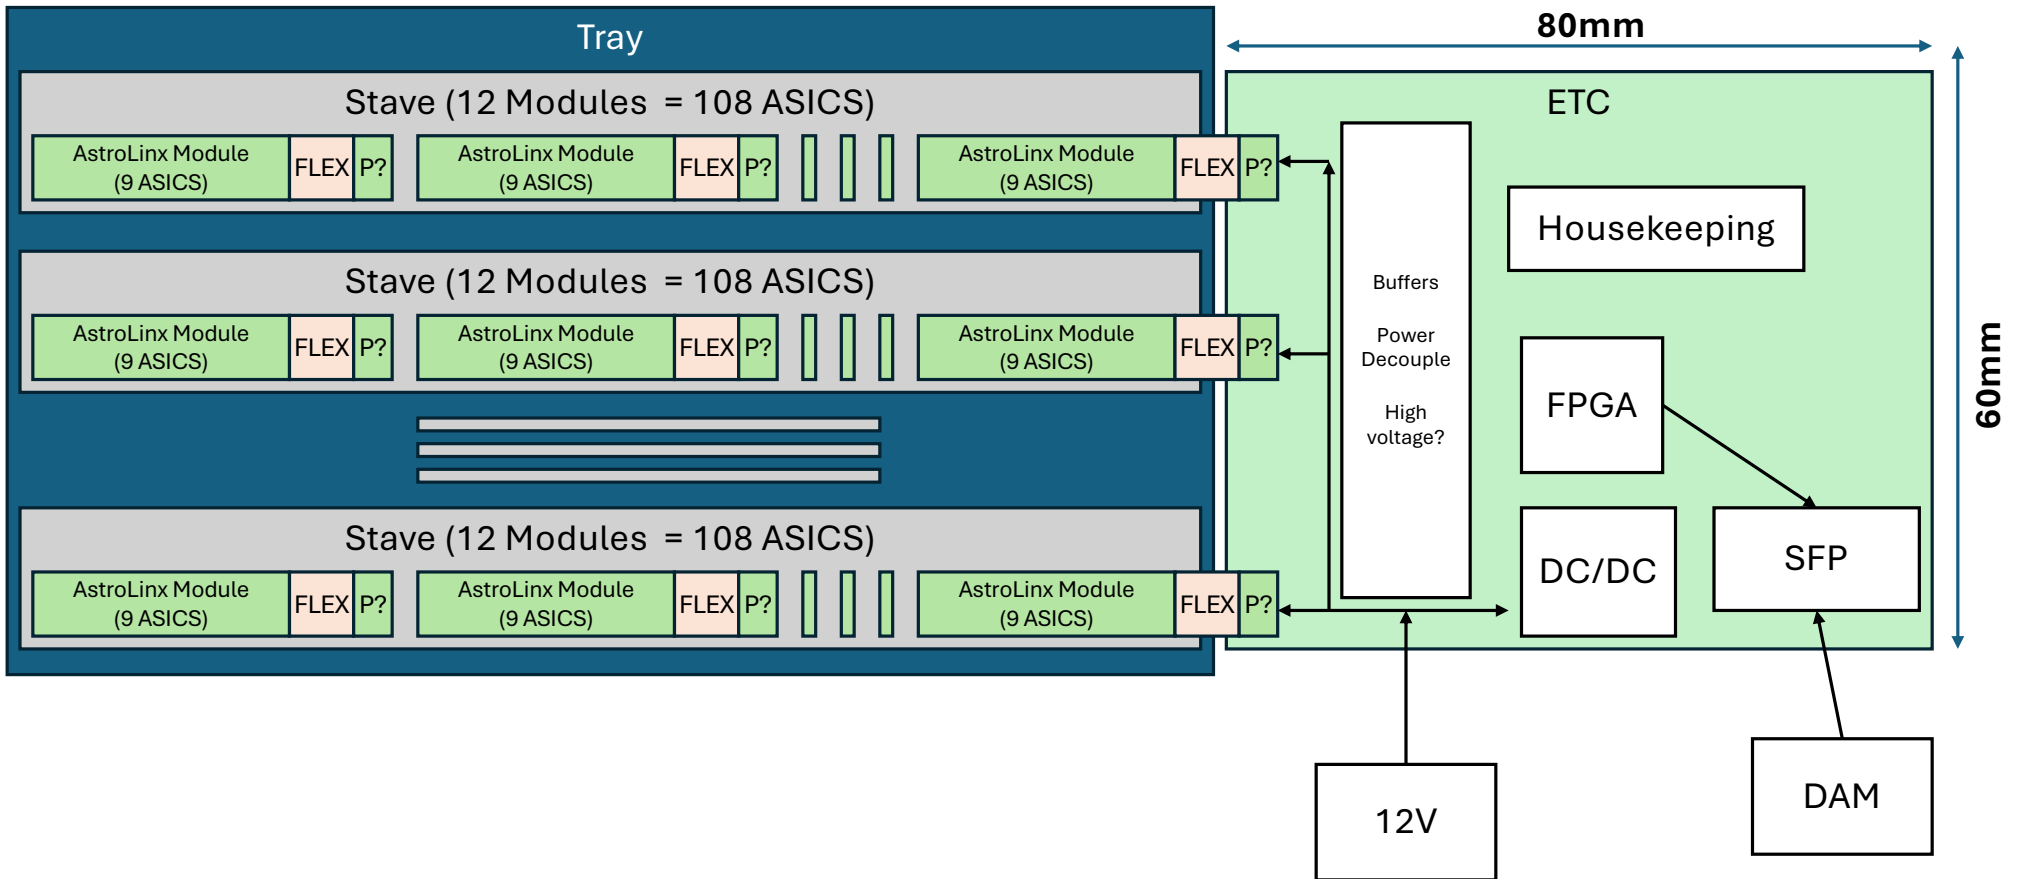 Tray
80mm
Stave (12 Modules  = 108 ASICS)
AstroLinx Module
(9 ASICS)
FLEX
P?
AstroLinx Module
(9 ASICS)
FLEX
P?
AstroLinx Module
(9 ASICS)
FLEX
P?
Stave (12 Modules  = 108 ASICS)
AstroLinx Module
(9 ASICS)
FLEX
P?
AstroLinx Module
(9 ASICS)
FLEX
P?
AstroLinx Module
(9 ASICS)
FLEX
P?
Stave (12 Modules  = 108 ASICS)
AstroLinx Module
(9 ASICS)
FLEX
P?
AstroLinx Module
(9 ASICS)
FLEX
P?
AstroLinx Module
(9 ASICS)
FLEX
P?
ETC
Buffers
Power
Decouple
High
voltage?
Housekeeping
FPGA
DC/DC
SFP
60mm
12V
DAM